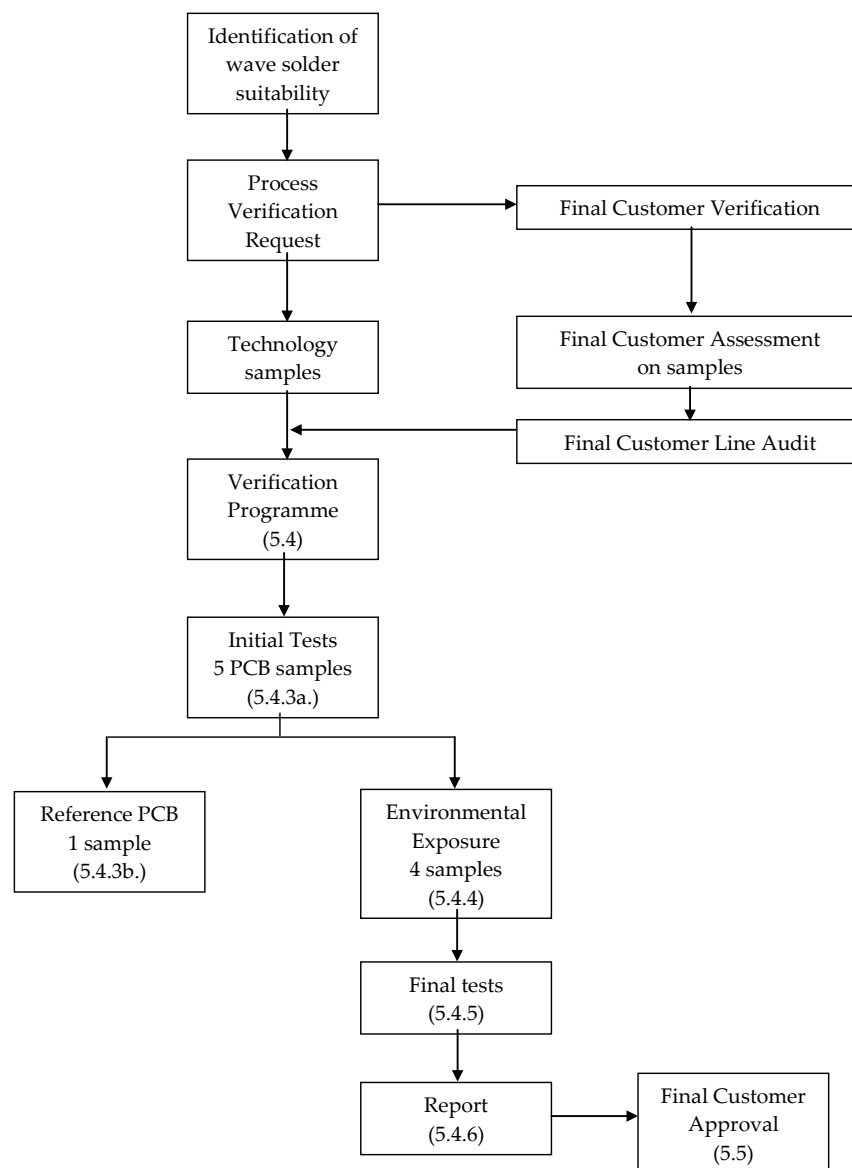 Identification of
wave solder
suitability
Process
Verification
Request
Final Customer Verification
Technology
samples
Final Customer Assessment
on samples
Final Customer Line Audit
Verification
Programme
(5.4)
Initial Tests
5 PCB samples
(5.4.3a.)
Reference PCB
1 sample
(5.4.3b.)
Environmental
Exposure
4 samples
(5.4.4)
Final tests
(5.4.5)
Report
(5.4.6)
Final Customer
Approval
(5.5)